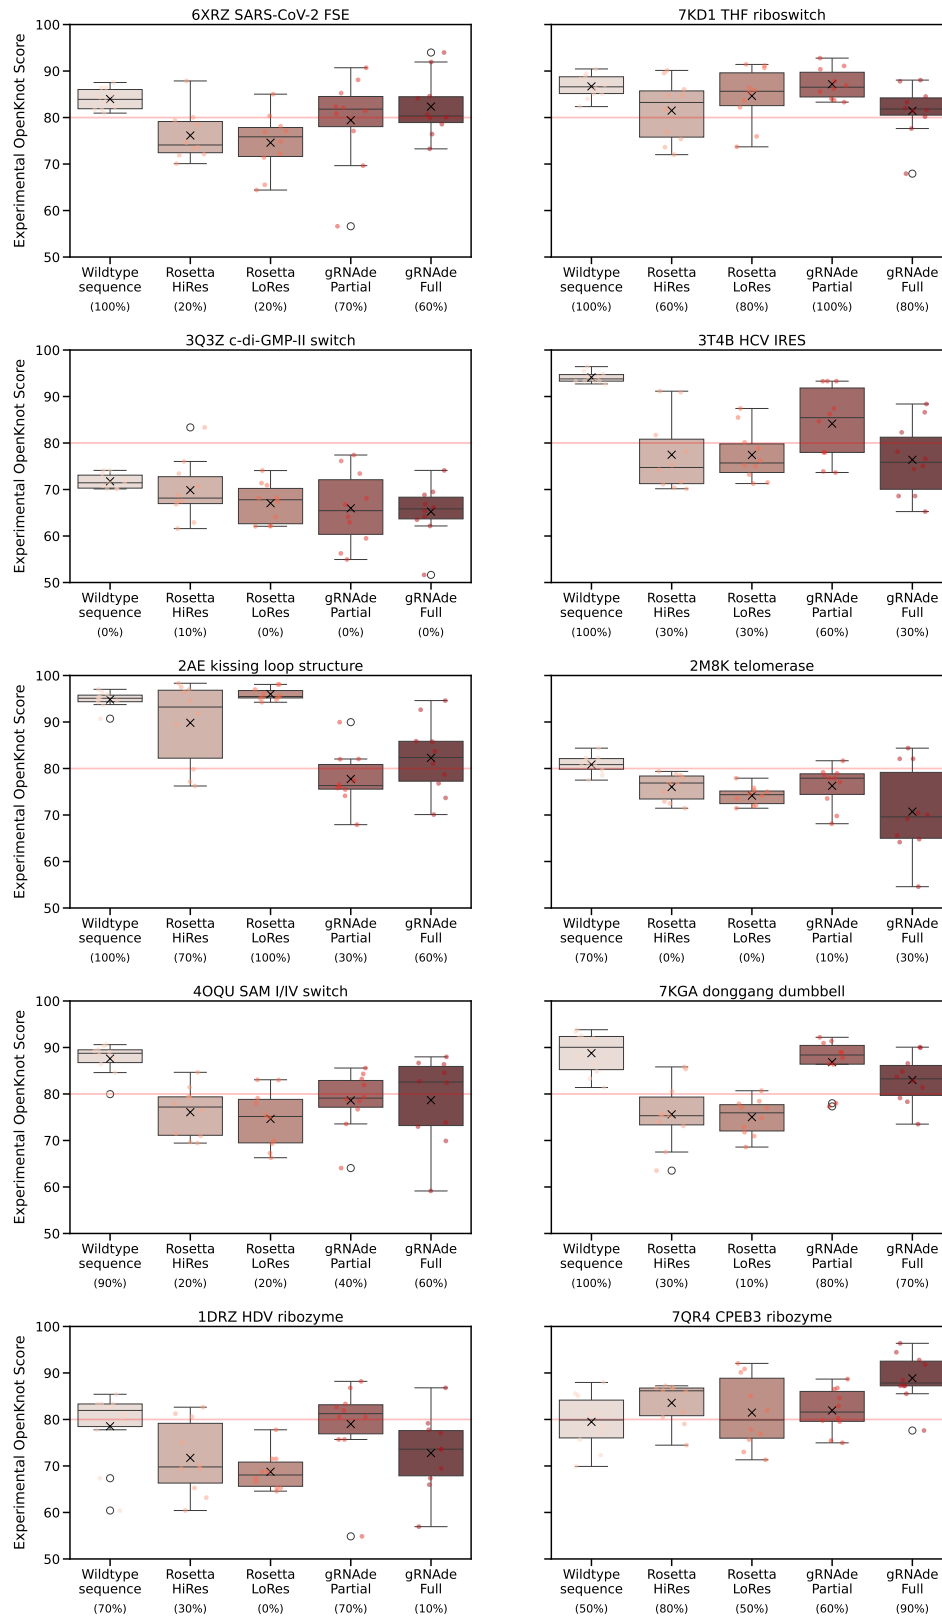 6XRZ SARS-CoV-2 FSE
Experimental OpenKnot Score
100
90
80
70
60
50
Wildtype sequence
Rosetta HiRes
Rosetta LoRes
gRNAde Partial
gRNAde Full
(100%) (20%) (20%) (70%) (60%)
7KD1 THF riboswitch
Wildtype sequence
Rosetta HiRes
Rosetta LoRes
gRNAde Partial
gRNAde Full
(100%) (60%) (80%) (100%) (80%)
3Q3Z c-di-GMP-II switch
Experimental OpenKnot Score
100
90
80
70
60
50
Wildtype sequence
Rosetta HiRes
Rosetta LoRes
gRNAde Partial
gRNAde Full
(0%) (10%) (0%) (0%) (0%)
3T4B HCV IRES
Wildtype sequence
Rosetta HiRes
Rosetta LoRes
gRNAde Partial
gRNAde Full
(100%) (30%) (30%) (60%) (30%)
2AE kissing loop structure
Experimental OpenKnot Score
100
90
80
70
60
50
Wildtype sequence
Rosetta HiRes
Rosetta LoRes
gRNAde Partial
gRNAde Full
(100%) (70%) (100%) (30%) (60%)
2M8K telomerase
Wildtype sequence
Rosetta HiRes
Rosetta LoRes
gRNAde Partial
gRNAde Full
(70%) (0%) (0%) (10%) (30%)
4OQU SAM I/IV switch
Experimental OpenKnot Score
100
90
80
70
60
50
Wildtype sequence
Rosetta HiRes
Rosetta LoRes
gRNAde Partial
gRNAde Full
(90%) (20%) (20%) (40%) (60%)
7KGA donggang dumbbell
Wildtype sequence
Rosetta HiRes
Rosetta LoRes
gRNAde Partial
gRNAde Full
(100%) (30%) (10%) (80%) (70%)
1DRZ HDV ribozyme
Experimental OpenKnot Score
100
90
80
70
60
50
Wildtype sequence
Rosetta HiRes
Rosetta LoRes
gRNAde Partial
gRNAde Full
(70%) (30%) (0%) (70%) (10%)
7QR4 CPEB3 ribozyme
Wildtype sequence
Rosetta HiRes
Rosetta LoRes
gRNAde Partial
gRNAde Full
(50%) (80%) (50%) (60%) (90%)